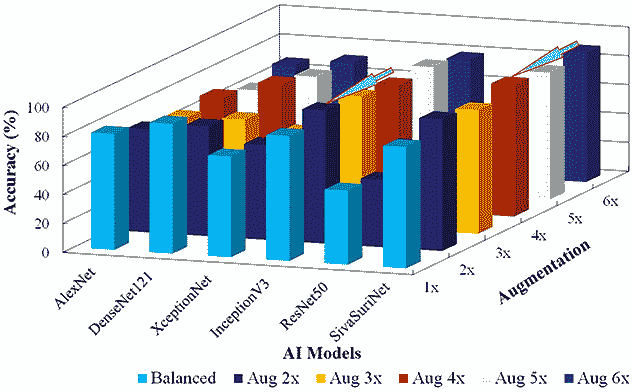 Accuracy (%)
100
80
60
40
20
0
AlexNet
DenseNet121
XceptionNet
InceptionV3
ResNet50
SivaSuriNet
AI Models
1x
2x
3x
4x
5x
6x
Augmentation
Balanced Aug 2x Aug 3x Aug 4x Aug 5x Aug 6x